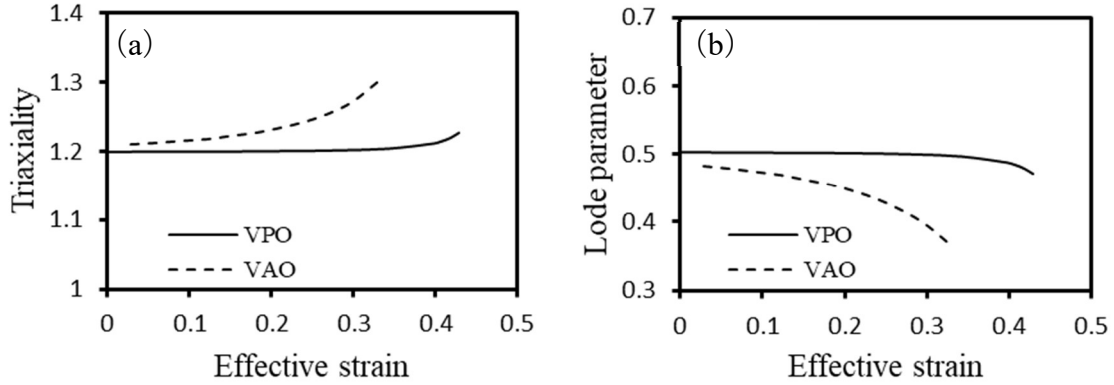 (a)
1.4
1.3
1.2
1.1
1
Triaxiality
VPO
VAO
0 0.1 0.2 0.3 0.4 0.5
Effective strain
(b)
0.7
0.6
0.5
0.4
0.3
Lode parameter
VPO
VAO
0 0.1 0.2 0.3 0.4 0.5
Effective strain